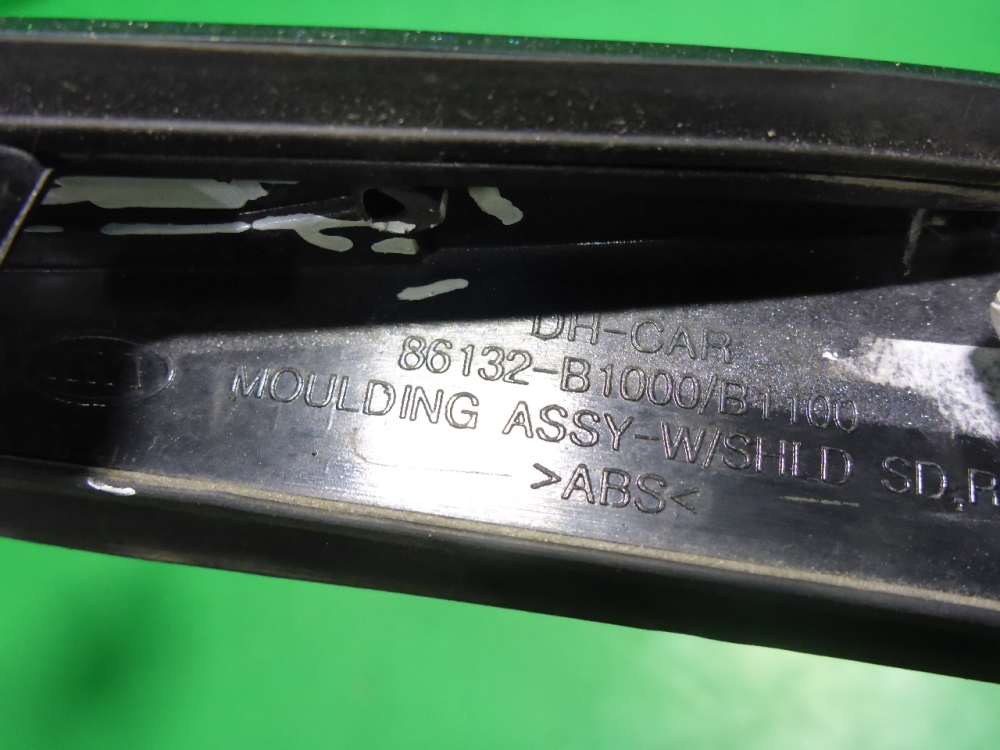 DH-CAR
86132-B1000/B1100
MOULDING ASSY-W/SHLD SD,R
>ABS<